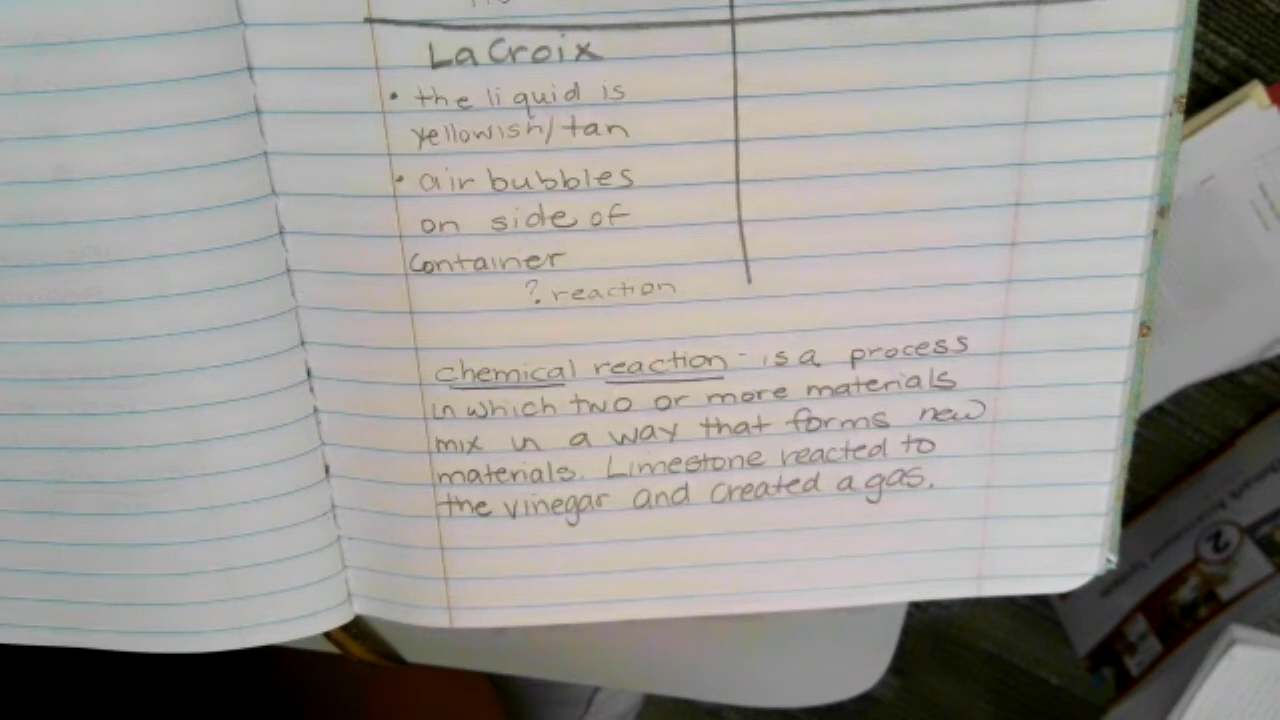 LaCroix
• the liquid is
yellowish/tan
• air bubbles
on side of
container
? reaction
chemical reaction - is a process
in which two or more materials
mix in a way that forms new
materials. Limestone reacted to
the vinegar and created a gas.
2